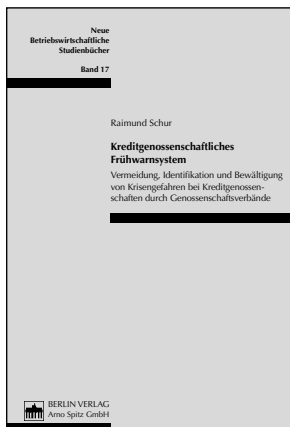 Neue
Betriebswirtschaftliche
Studienbücher
Band 17
Raimund Schur
Kreditgenossenschaftliches
Frühwarnsystem
Vermeidung, Identifikation und Bewältigung
von Krisengefahren bei Kreditgenossen-
schaften durch Genossenschaftsverbände
BERLIN VERLAG
Arno Spitz GmbH